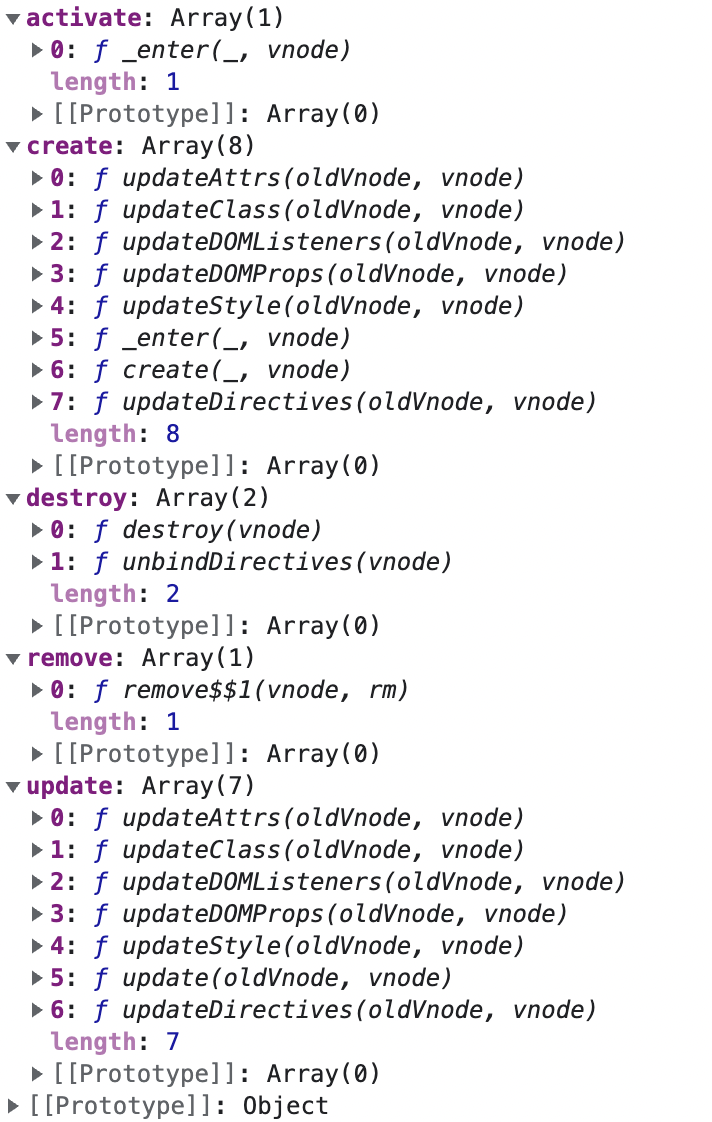 ▼activate: Array(1)
▶0: ƒ _enter(_, vnode)
length: 1
▶[[Prototype]]: Array(0)
▼create: Array(8)
▶0: ƒ updateAttrs(oldVnode, vnode)
▶1: ƒ updateClass(oldVnode, vnode)
▶2: ƒ updateDOMListeners(oldVnode, vnode)
▶3: ƒ updateDOMProps(oldVnode, vnode)
▶4: ƒ updateStyle(oldVnode, vnode)
▶5: ƒ _enter(_, vnode)
▶6: ƒ create(_, vnode)
▶7: ƒ updateDirectives(oldVnode, vnode)
length: 8
▶[[Prototype]]: Array(0)
▼destroy: Array(2)
▶0: ƒ destroy(vnode)
▶1: ƒ unbindDirectives(vnode)
length: 2
▶[[Prototype]]: Array(0)
▼remove: Array(1)
▶0: ƒ remove$$1(vnode, rm)
length: 1
▶[[Prototype]]: Array(0)
▼update: Array(7)
▶0: ƒ updateAttrs(oldVnode, vnode)
▶1: ƒ updateClass(oldVnode, vnode)
▶2: ƒ updateDOMListeners(oldVnode, vnode)
▶3: ƒ updateDOMProps(oldVnode, vnode)
▶4: ƒ updateStyle(oldVnode, vnode)
▶5: ƒ update(oldVnode, vnode)
▶6: ƒ updateDirectives(oldVnode, vnode)
length: 7
▶[[Prototype]]: Array(0)
▶[[Prototype]]: Object